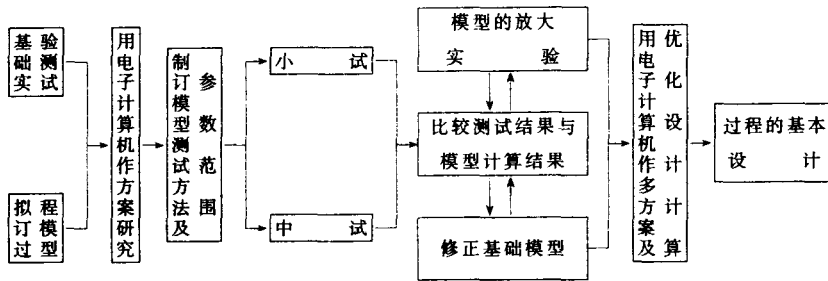 基础实验测试
拟订过程模型
用电子计算机作方案研究
制订模型测试方法及
参数范围
小试
中试
模型的放大
实验
比较测试结果与
模型计算结果
修正基础模型
用电子计算机作多方案及
优化设计计算
过程的基本
设计